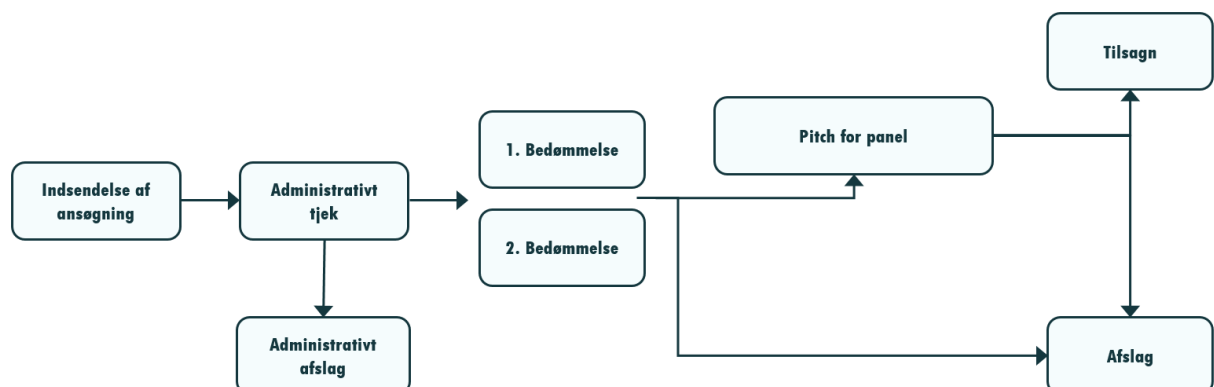 Indsendelse af
ansøgning
Administrativt
tjek
Administrativt
afslag
1. Bedømmelse
2. Bedømmelse
Pitch for panel
Tilsagn
Afslag